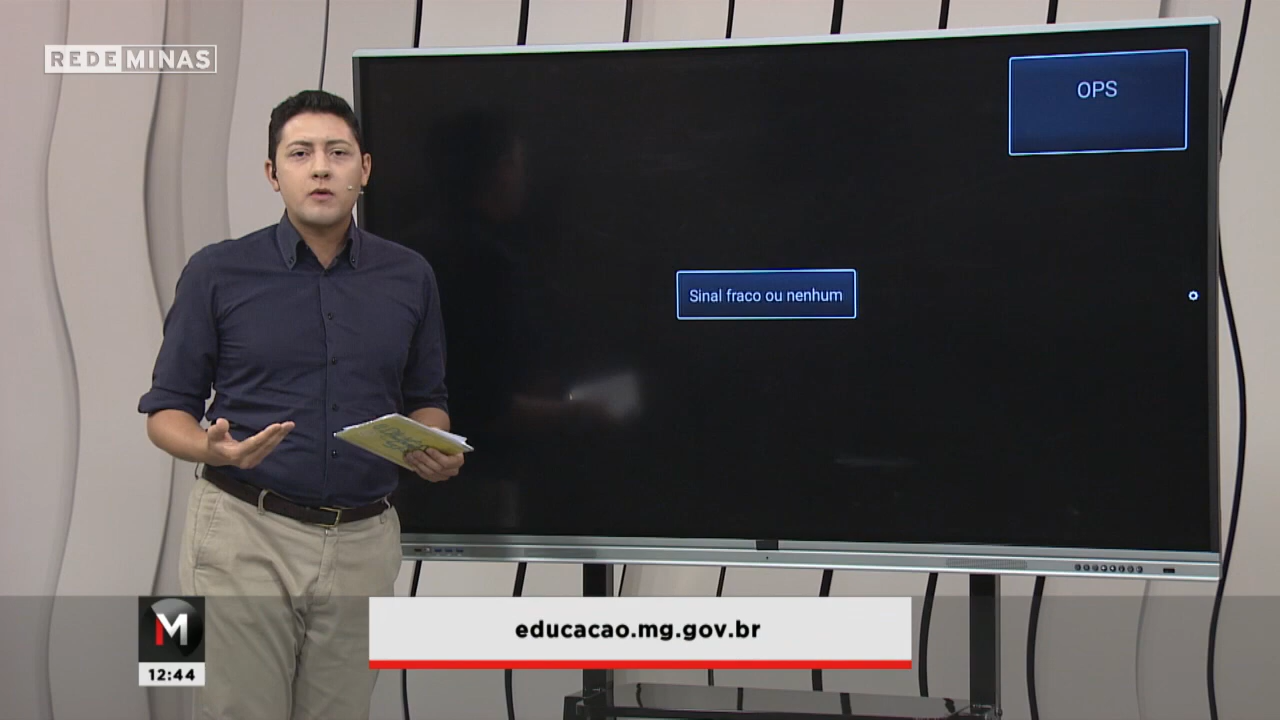 REDE MINAS
OPS
Sinal fraco ou nenhum
educacao.mg.gov.br
M
12:44